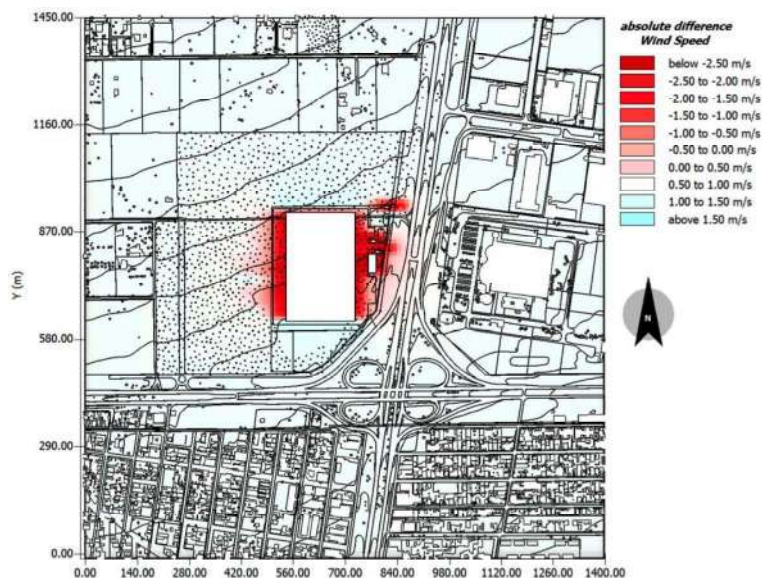 absolute difference
Wind Speed
below -2.50 m/s
-2.50 to -2.00 m/s
-2.00 to -1.50 m/s
-1.50 to -1.00 m/s
-1.00 to -0.50 m/s
-0.50 to 0.00 m/s
0.00 to 0.50 m/s
0.50 to 1.00 m/s
1.00 to 1.50 m/s
above 1.50 m/s
N
Y (m)
1450.00
1160.00
870.00
580.00
290.00
0.00
0.00 140.00 280.00 420.00 560.00 700.00 840.00 980.00 1120.00 1260.00 1400.00